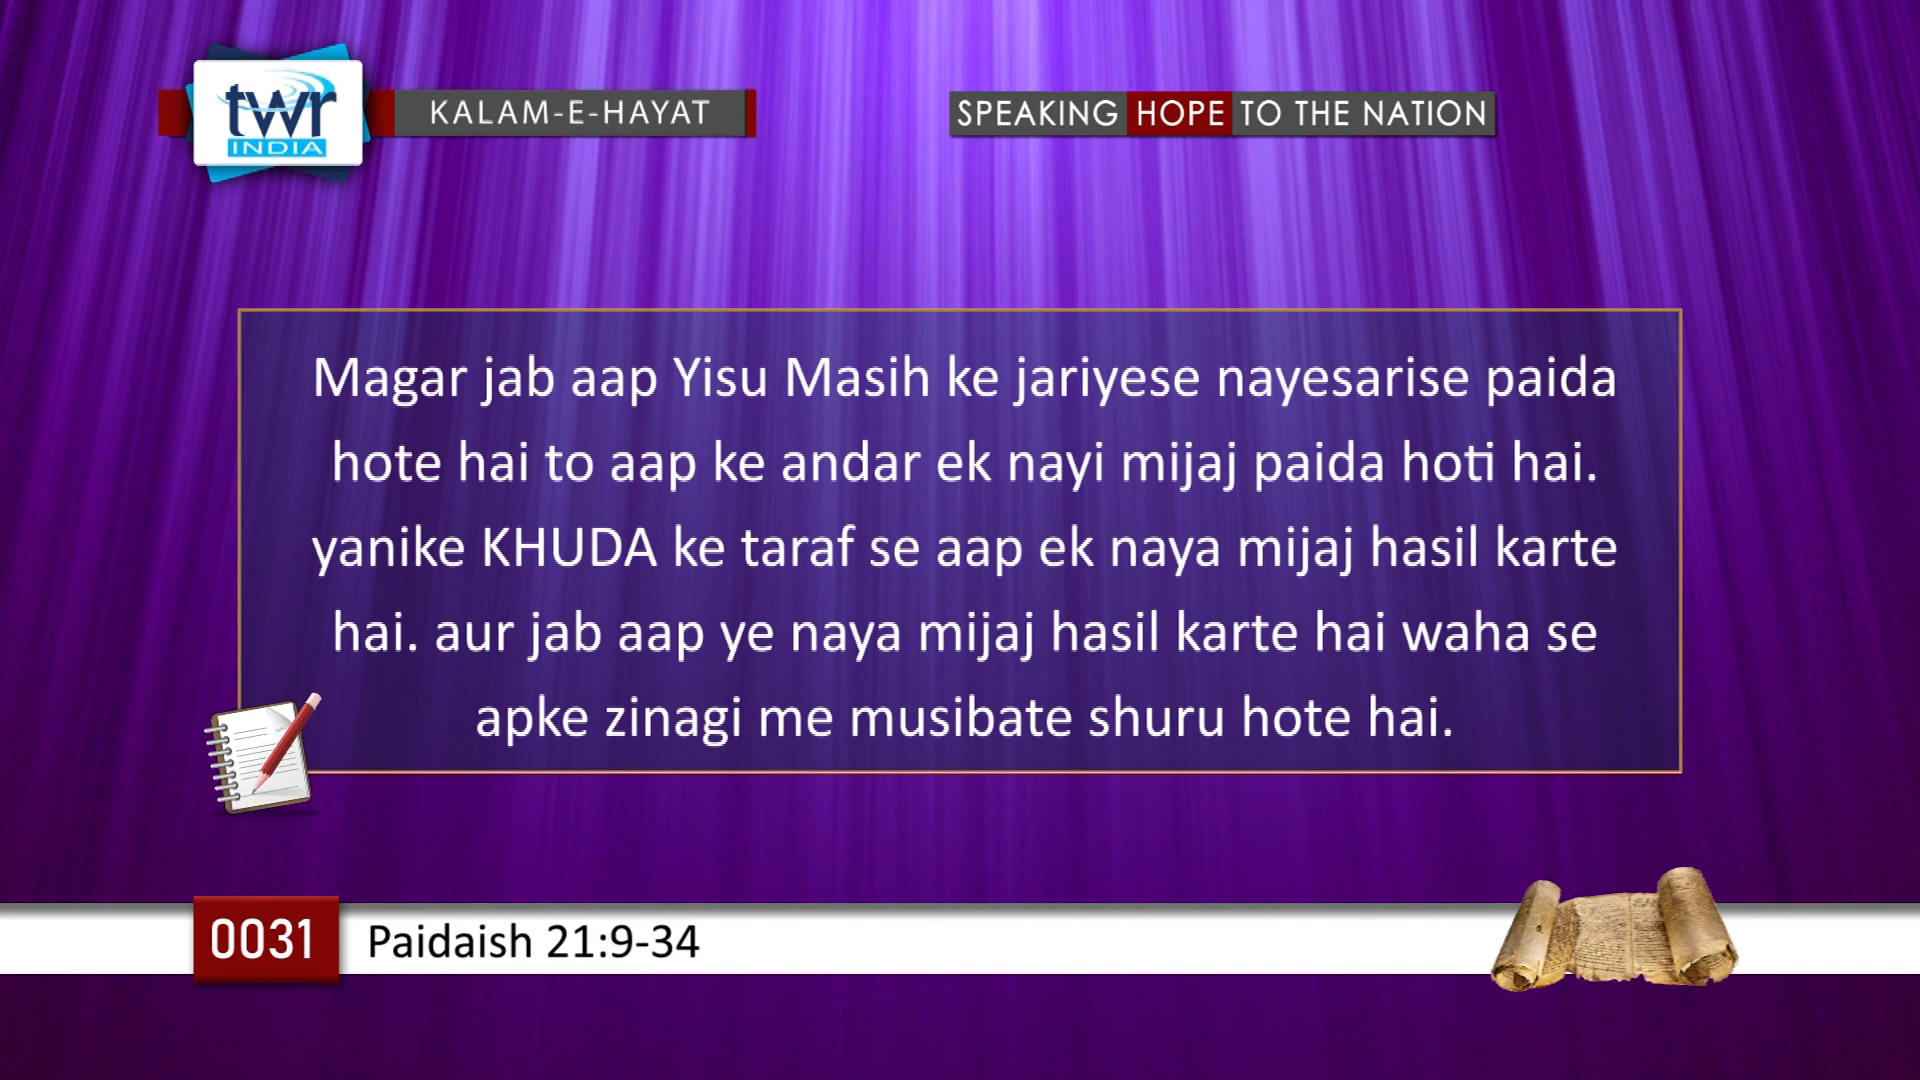 twr
INDIA
KALAM-E-HAYAT
SPEAKING HOPE TO THE NATION
Magar jab aap Yisu Masih ke jariyese nayesarise paida
hote hai to aap ke andar ek nayi mijaj paida hoti hai.
yanike KHUDA ke taraf se aap ek naya mijaj hasil karte
hai. aur jab aap ye naya mijaj hasil karte hai waha se
apke zinagi me musibate shuru hote hai.
0031
Paidaish 21:9-34